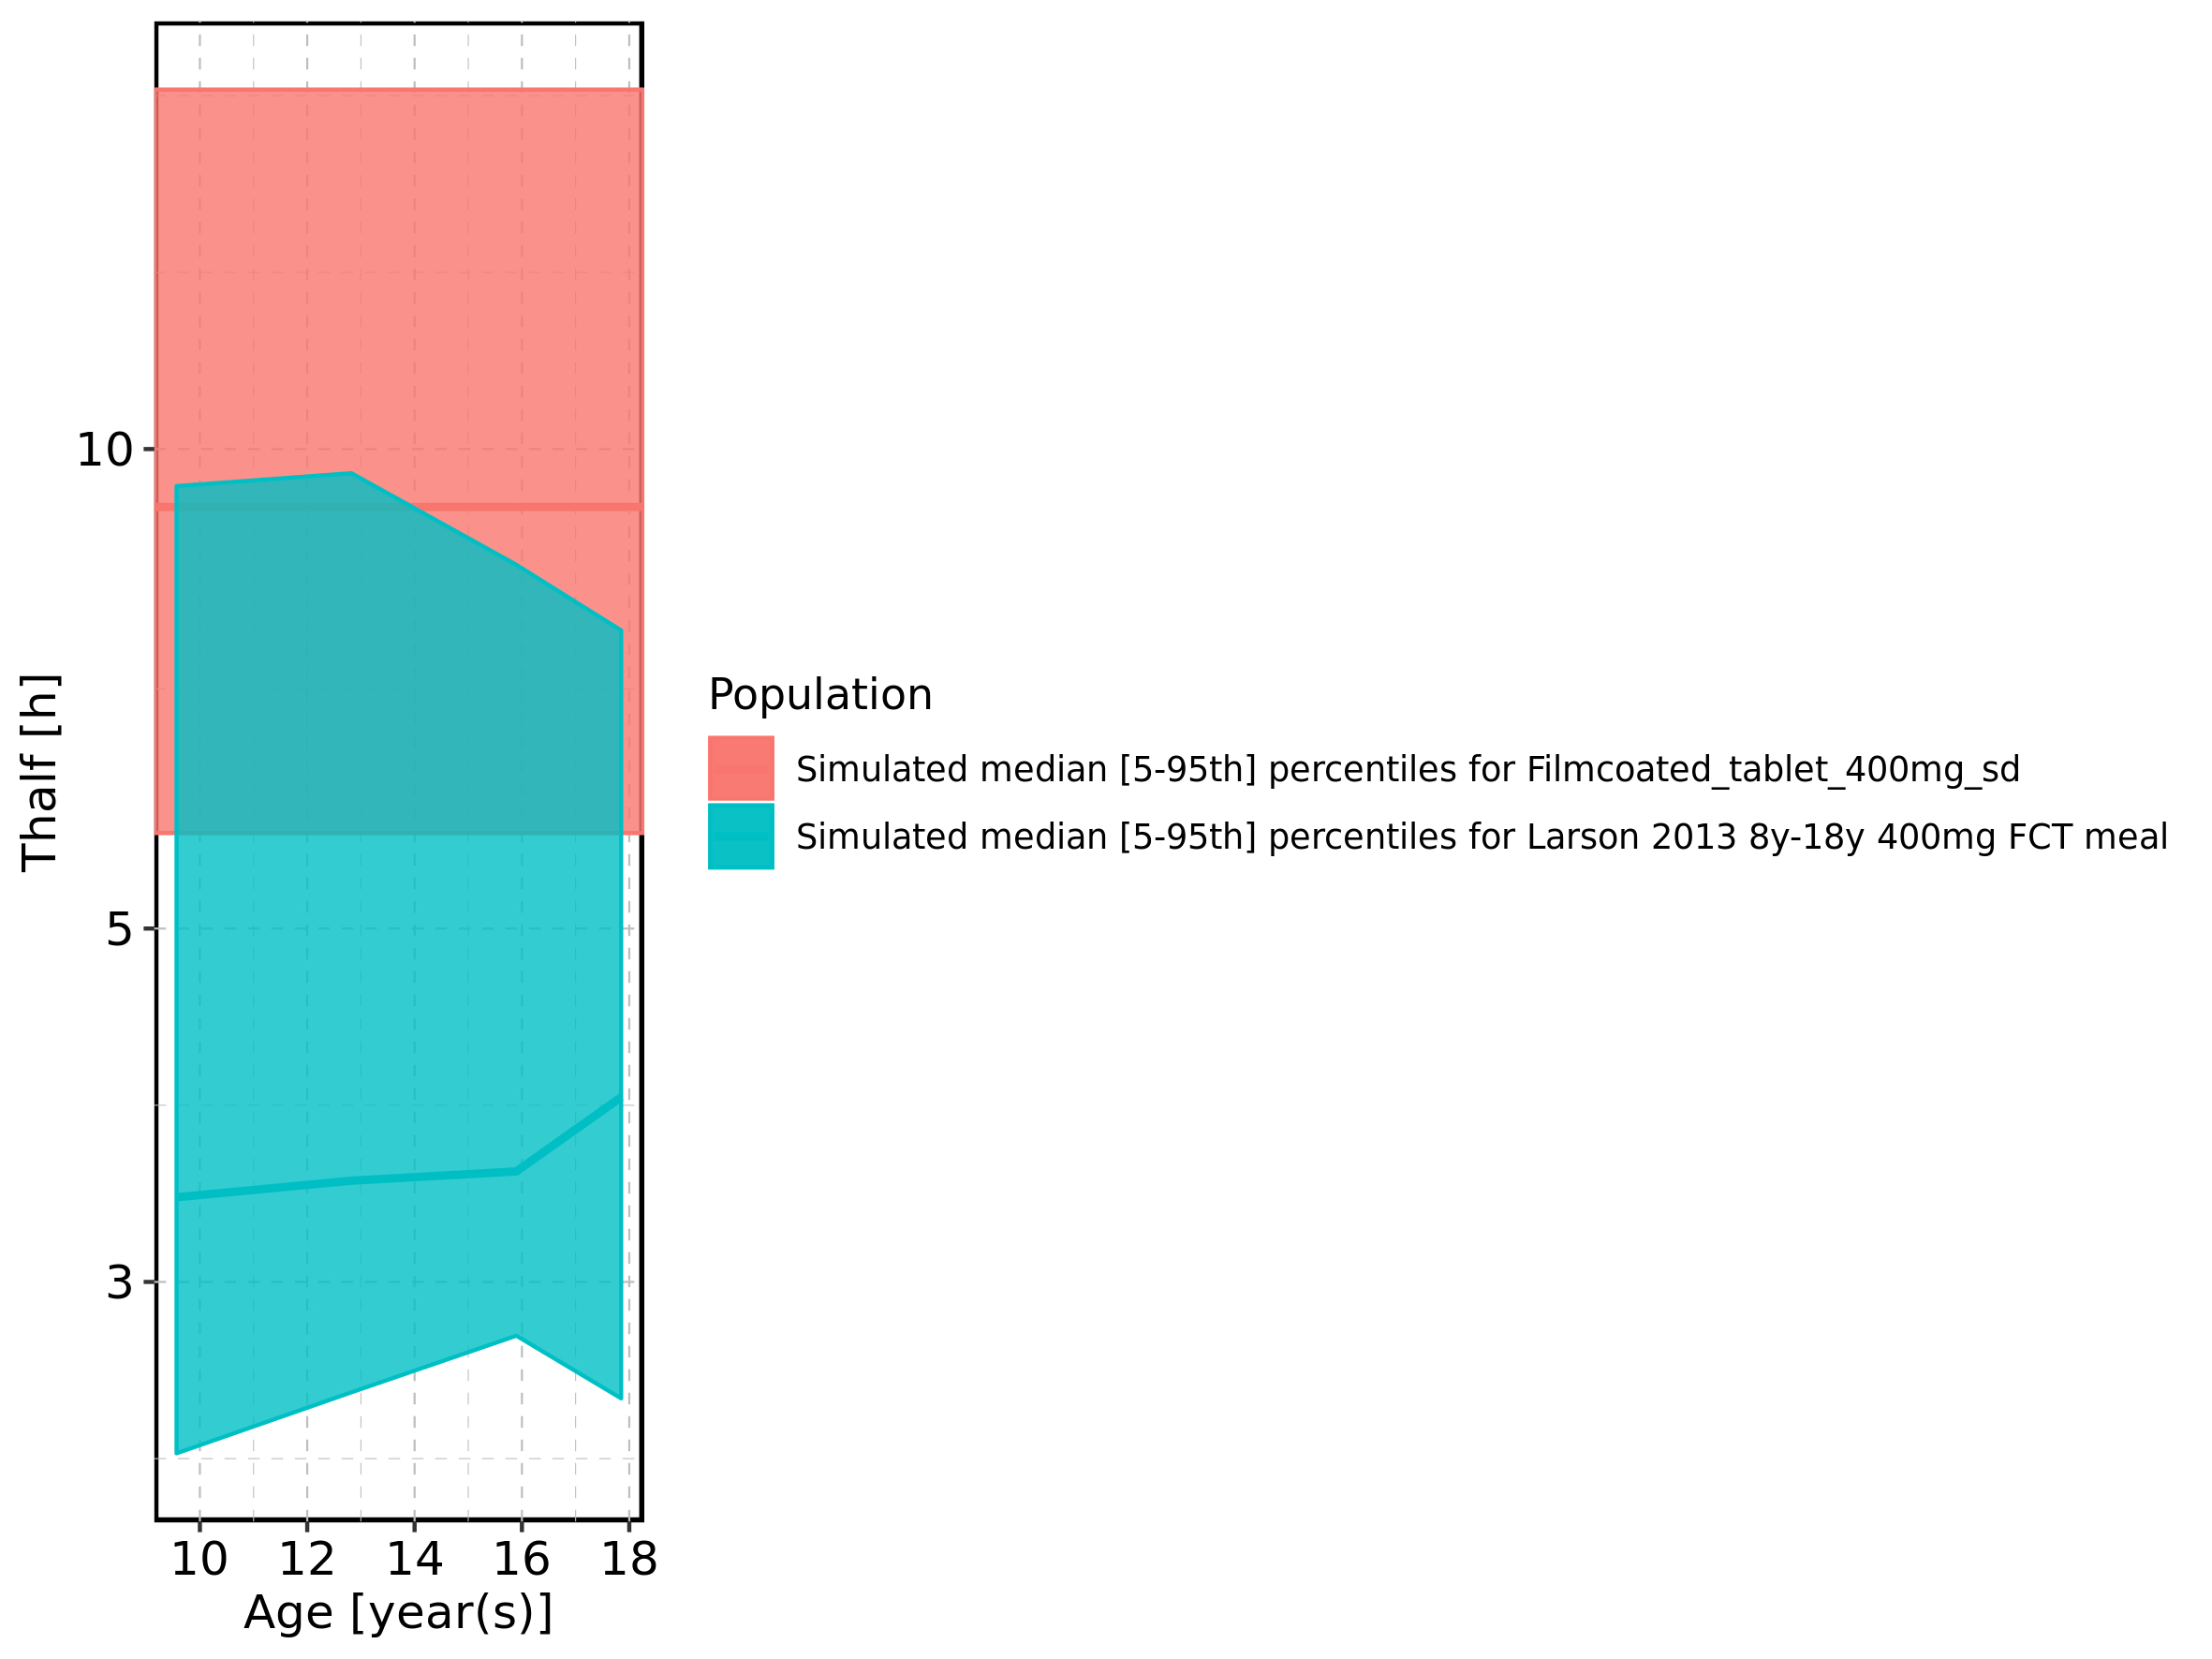 Thalf [h]
10
5
3
10 12 14 16 18
Age [year(s)]
Population
Simulated median [5-95th] percentiles for Filmcoated_tablet_400mg_sd
Simulated median [5-95th] percentiles for Larson 2013 8y-18y 400mg FCT meal